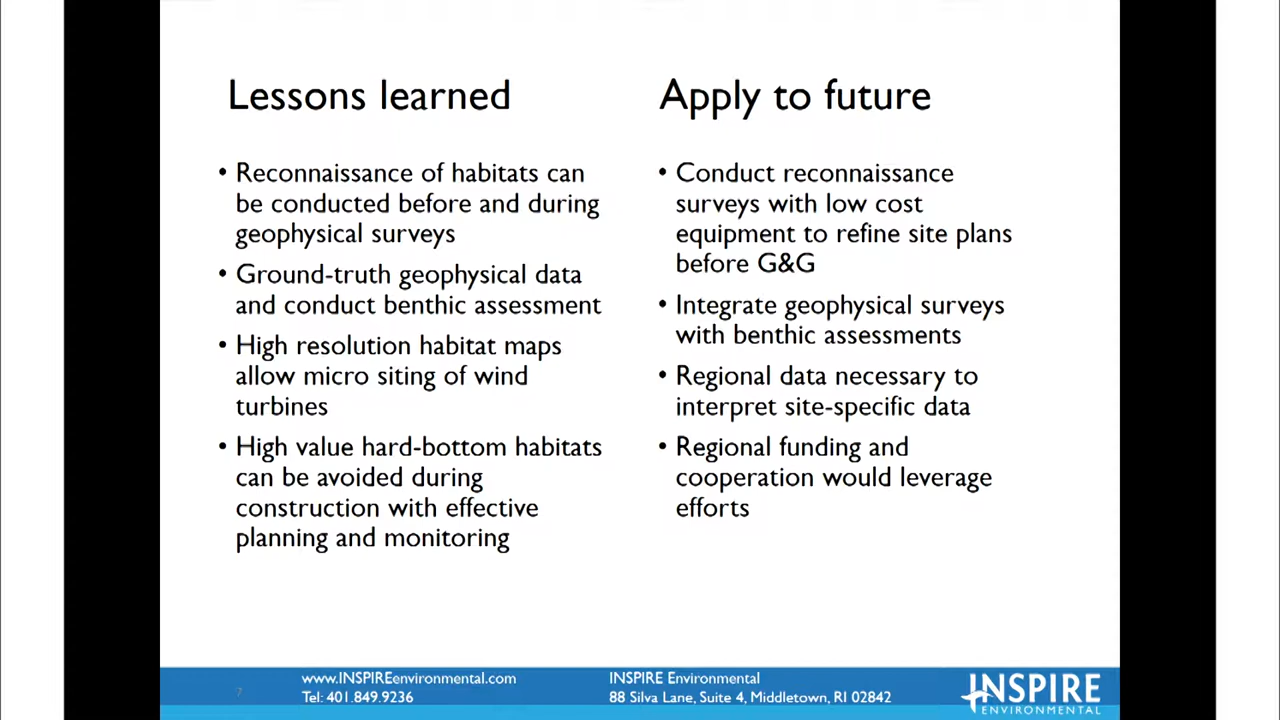 Lessons learned
• Reconnaissance of habitats can
be conducted before and during
geophysical surveys
• Ground-truth geophysical data
and conduct benthic assessment
• High resolution habitat maps
allow micro siting of wind
turbines
• High value hard-bottom habitats
can be avoided during
construction with effective
planning and monitoring
Apply to future
• Conduct reconnaissance
surveys with low cost
equipment to refine site plans
before G&G
• Integrate geophysical surveys
with benthic assessments
• Regional data necessary to
interpret site-specific data
• Regional funding and
cooperation would leverage
efforts
7
www.INSPIREenvironmental.com
Tel: 401.849.9236
INSPIRE Environmental
88 Silva Lane, Suite 4, Middletown, RI 02842
INSPIRE
ENVIRONMENTAL